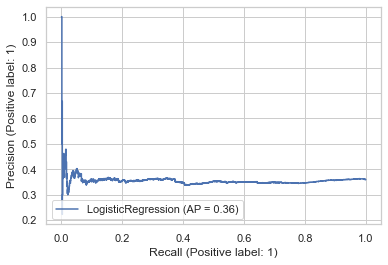 1.0
0.9
0.8
0.7
0.6
0.5
0.4
0.3
0.2
Precision (Positive label: 1)
LogisticRegression (AP = 0.36)
0.0 0.2 0.4 0.6 0.8 1.0
Recall (Positive label: 1)